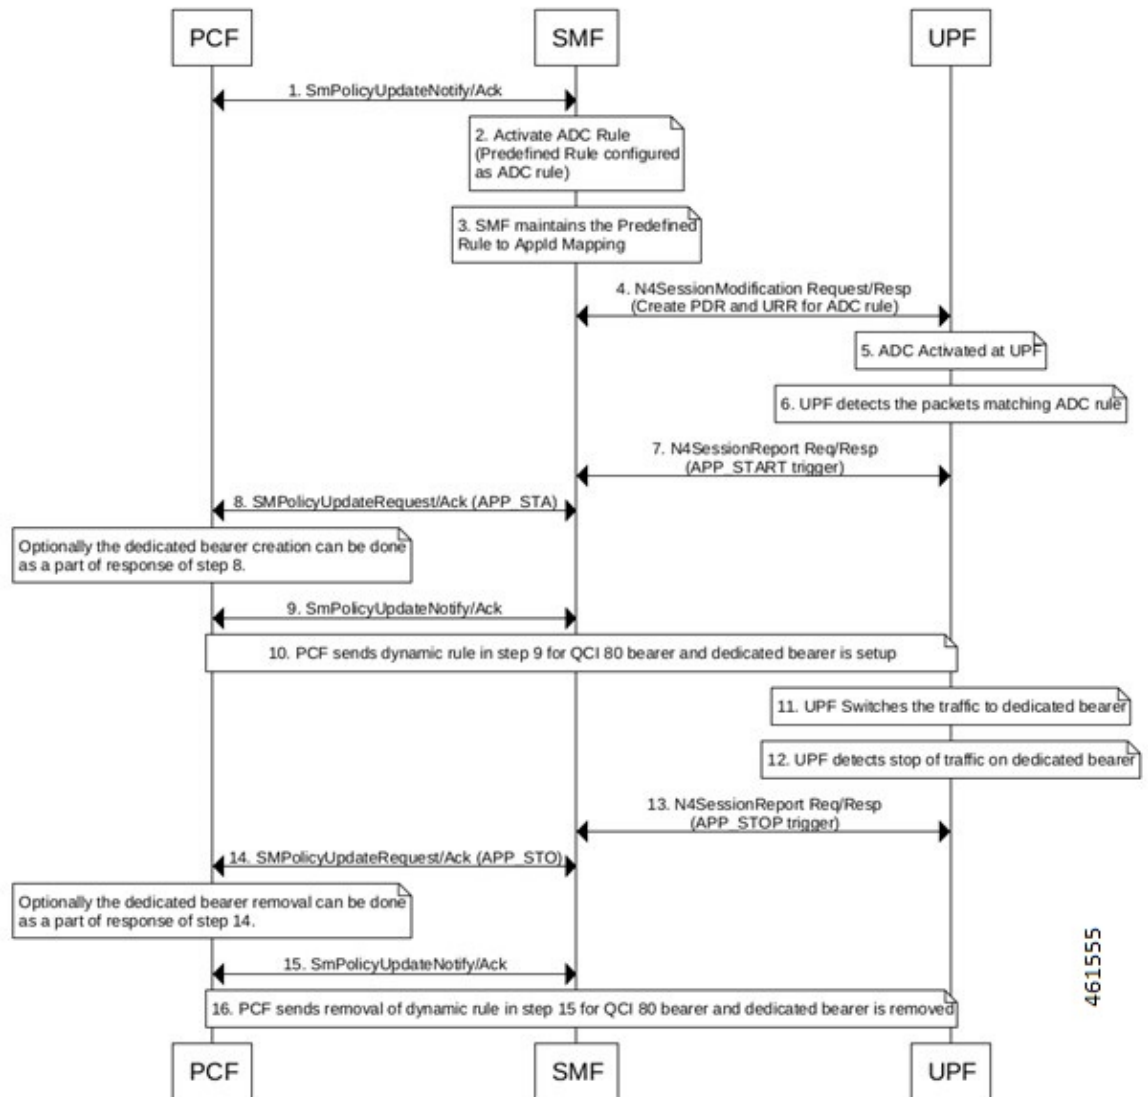 PCF
SMF
UPF
1. SmPolicyUpdateNotify/Ack
2. Activate ADC Rule
(Predefined Rule configured
as ADC rule)
3. SMF maintains the Predefined
Rule to AppId Mapping
4. N4SessionModification Request/Resp
(Create PDR and URR for ADC rule)
5. ADC Activated at UPF
6. UPF detects the packets matching ADC rule
7. N4SessionReport Req/Resp
(APP_START trigger)
8. SMPolicyUpdateRequest/Ack (APP_STA)
Optionally the dedicated bearer creation can be done
as a part of response of step 8.
9. SmPolicyUpdateNotify/Ack
10. PCF sends dynamic rule in step 9 for QCI 80 bearer and dedicated bearer is setup
11. UPF Switches the traffic to dedicated bearer
12. UPF detects stop of traffic on dedicated bearer
13. N4SessionReport Req/Resp
(APP_STOP trigger)
14. SMPolicyUpdateRequest/Ack (APP_STO)
Optionally the dedicated bearer removal can be done
as a part of response of step 14.
15. SmPolicyUpdateNotify/Ack
16. PCF sends removal of dynamic rule in step 15 for QCI 80 bearer and dedicated bearer is removed
PCF
SMF
UPF
461555